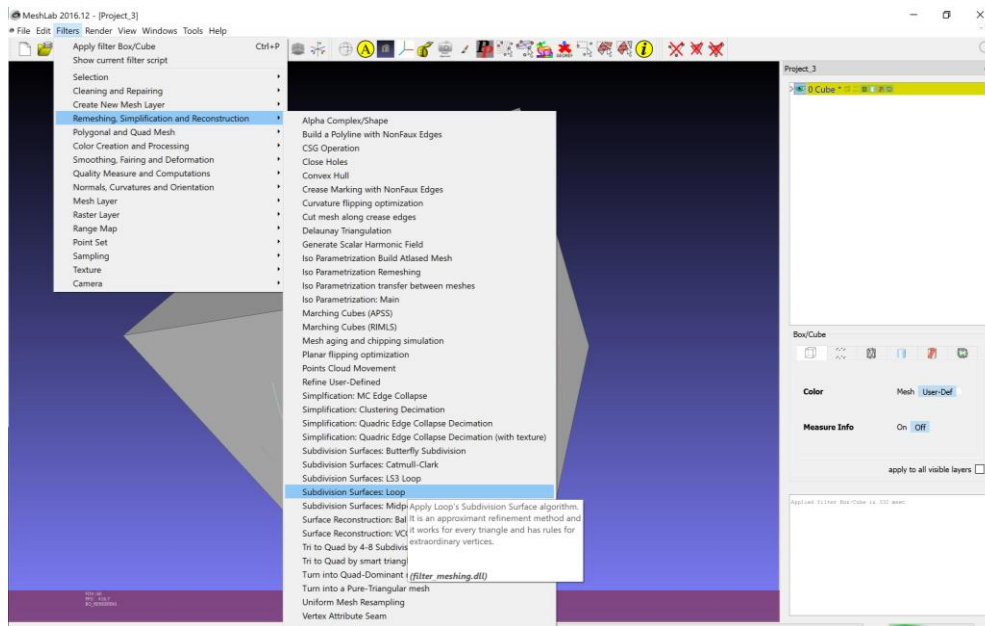 MeshLab 2016.12 - [Project_3]
File Edit Filters Render View Windows Tools Help
Apply filter Box/Cube Ctrl+P
Show current filter script
Selection
Cleaning and Repairing
Create New Mesh Layer
Remeshing, Simplification and Reconstruction
Polygonal and Quad Mesh
Color Creation and Processing
Smoothing, Fairing and Deformation
Quality Measure and Computations
Normals, Curvatures and Orientation
Mesh Layer
Raster Layer
Range Map
Point Set
Sampling
Texture
Camera
Alpha Complex/Shape
Build a Polyline with NonFaux Edges
CSG Operation
Close Holes
Convex Hull
Crease Marking with NonFaux Edges
Curvature flipping optimization
Cut mesh along crease edges
Delaunay Triangulation
Generate Scalar Harmonic Field
Iso Parametrization Build Atlased Mesh
Iso Parametrization Remeshing
Iso Parametrization transfer between meshes
Iso Parametrization: Main
Marching Cubes (APSS)
Marching Cubes (RIMLS)
Mesh aging and chipping simulation
Planar flipping optimization
Points Cloud Movement
Refine User-Defined
Simplfication: MC Edge Collapse
Simplification: Clustering Decimation
Simplification: Quadric Edge Collapse Decimation
Simplification: Quadric Edge Collapse Decimation (with texture)
Subdivision Surfaces: Butterfly Subdivision
Subdivision Surfaces: Catmull-Clark
Subdivision Surfaces: LS3 Loop
Subdivision Surfaces: Loop
Subdivision Surfaces: Midp
Surface Reconstruction: Bal
Surface Reconstruction: VC
Tri to Quad by 4-8 Subdivis
Tri to Quad by smart triang
Turn into Quad-Dominant
Turn into a Pure-Triangular mesh
Uniform Mesh Resampling
Vertex Attribute Seam
Apply Loop's Subdivision Surface algorithm.
It is an approximant refinement method and
it works for every triangle and has rules for
extraordinary vertices.
(filter_meshing.dll)
Project_3
0 Cube *
Box/Cube
Color Mesh User-Def
Measure Info On Off
apply to all visible layers
Applied filter Box/Cube in 332 msec